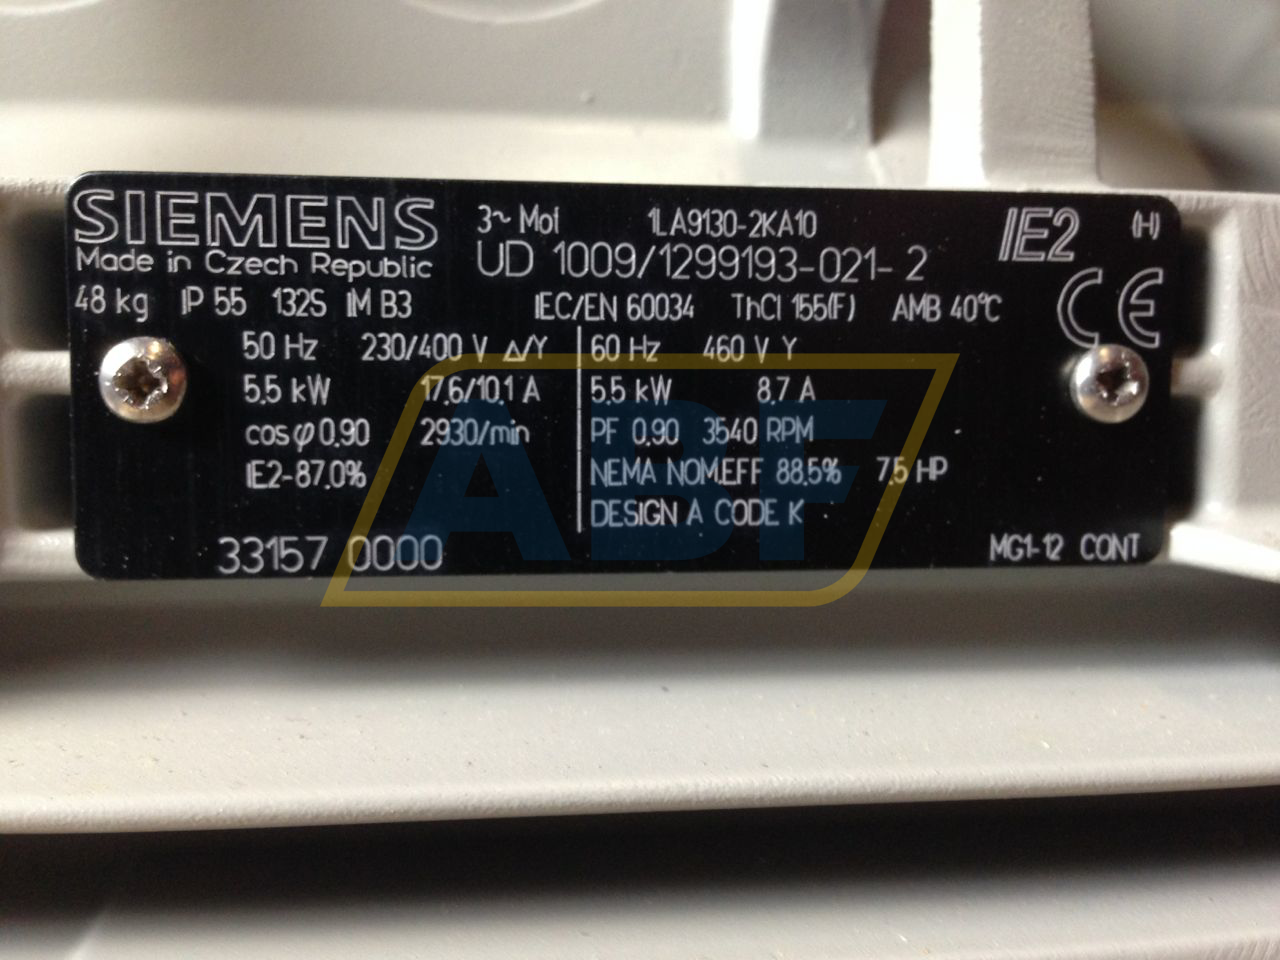 SIEMENS 3~ Mot 1LA9130-2KA10 IE2 (H)
Made in Czech Republic UD 1009/1299193-021-2
48 kg IP 55 132S IM B3 IEC/EN 60034 ThCl 155(F) AMB 40°C CE
50 Hz 230/400 V Δ/Y 60 Hz 460 V Y
5,5 kW 17,6/10,1 A 5,5 kW 8,7 A
cos φ 0,90 2930/min PF 0,90 3540 RPM
IE2-87,0% NEMA NOM.EFF 88,5% 7,5 HP
DESIGN A CODE K
33157 0000 MG1-12 CONT
ABF